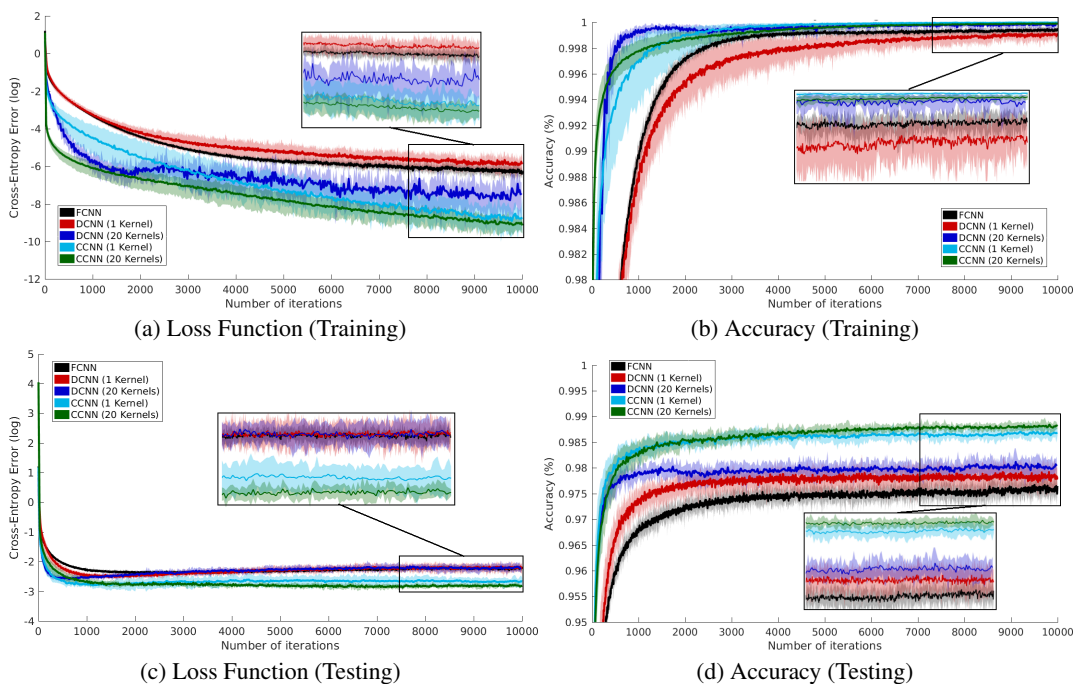 2
0
-2
-4
-6
-8
-10
-12
Cross-Entropy Error (log)
FCNN
DCNN (1 Kernel)
DCNN (20 Kernels)
CCNN (1 Kernel)
CCNN (20 Kernels)
0 1000 2000 3000 4000 5000 6000 7000 8000 9000 10000
Number of iterations
(a) Loss Function (Training)
1
0.998
0.996
0.994
0.992
0.99
0.988
0.986
0.984
0.982
0.98
Accuracy (%)
FCNN
DCNN (1 Kernel)
DCNN (20 Kernels)
CCNN (1 Kernel)
CCNN (20 Kernels)
0 1000 2000 3000 4000 5000 6000 7000 8000 9000 10000
Number of iterations
(b) Accuracy (Training)
5
4
3
2
1
0
-1
-2
-3
-4
Cross-Entropy Error (log)
FCNN
DCNN (1 Kernel)
DCNN (20 Kernels)
CCNN (1 Kernel)
CCNN (20 Kernels)
0 1000 2000 3000 4000 5000 6000 7000 8000 9000 10000
Number of iterations
(c) Loss Function (Testing)
1
0.995
0.99
0.985
0.98
0.975
0.97
0.965
0.96
0.955
0.95
Accuracy (%)
FCNN
DCNN (1 Kernel)
DCNN (20 Kernels)
CCNN (1 Kernel)
CCNN (20 Kernels)
0 1000 2000 3000 4000 5000 6000 7000 8000 9000 10000
Number of iterations
(d) Accuracy (Testing)